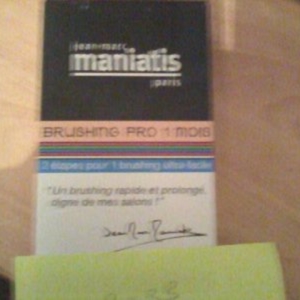 jean-marc
maniatis
paris
BRUSHING PRO 1 MOIS
2 étapes pour 1 brushing ultra-facile
"Un brushing rapide et prolongé,
digne de mes salons !"